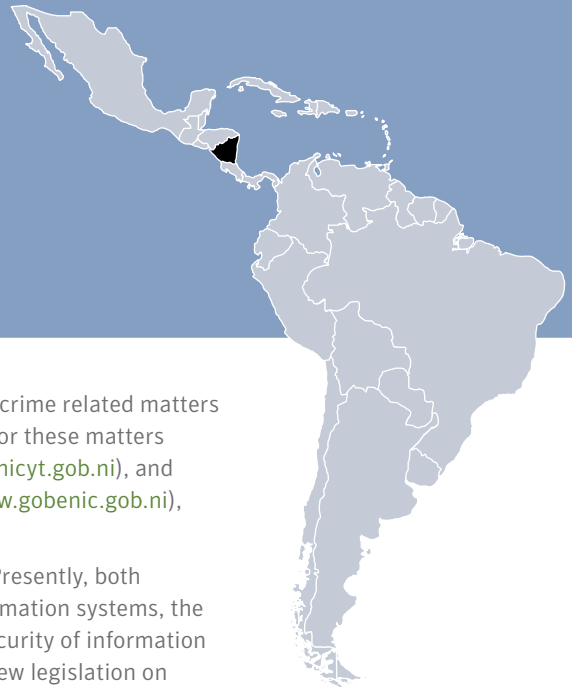 crime related matters
or these matters
nicyt.gob.ni), and
w.gobenic.gob.ni),
Presently, both
rmation systems, the
curity of information
ew legislation on